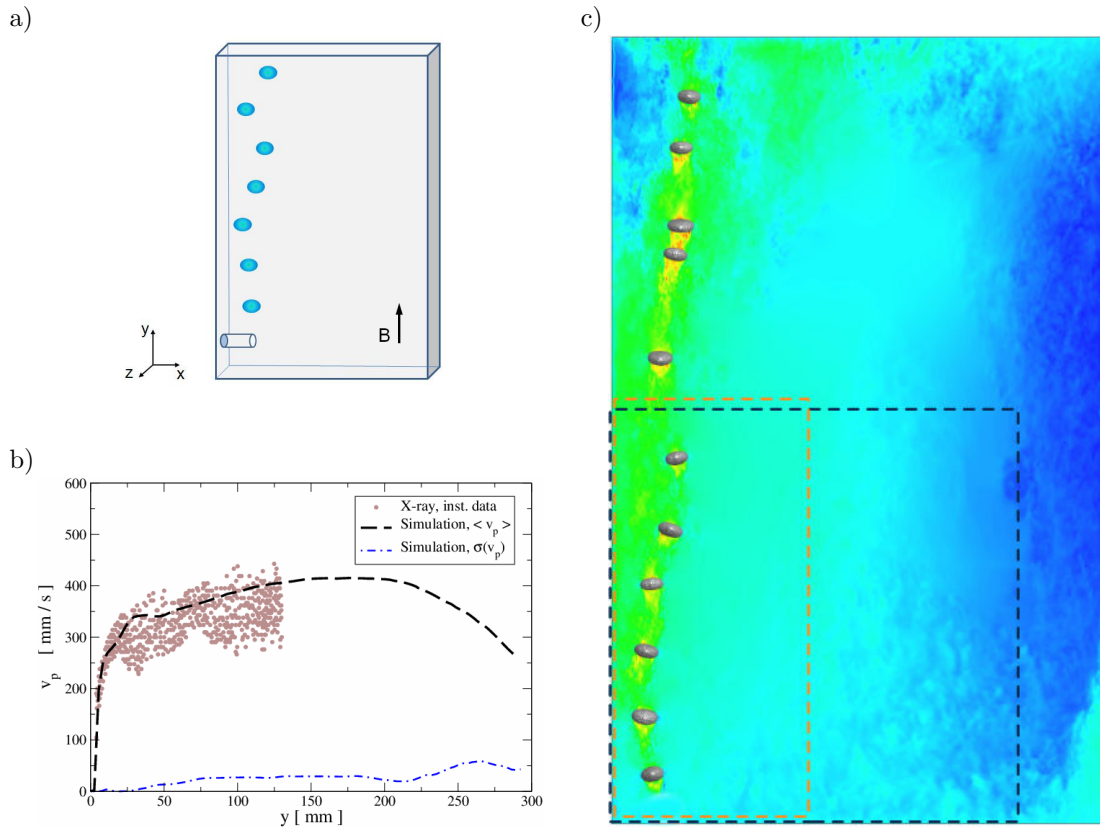 a)
c)
y
z
x
B
b)
600
500
400
300
200
100
0
v_p [ mm / s ]
X-ray, inst. data
Simulation, < v_p >
Simulation, σ(v_p)
0 50 100 150 200 250 300
y [ mm ]